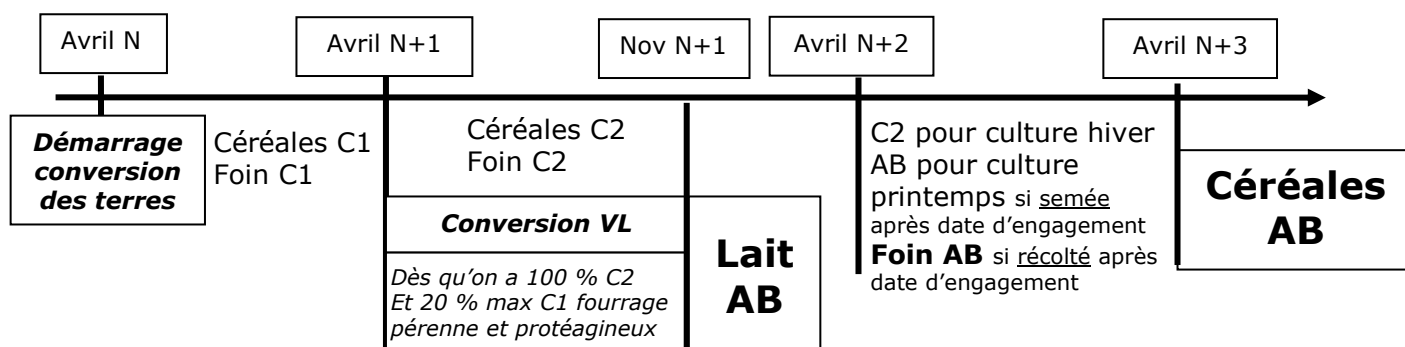 Avril N
Avril N+1
Nov N+1
Avril N+2
Avril N+3
Démarrage
conversion
des terres
Céréales C1
Foin C1
Céréales C2
Foin C2
Conversion VL
Dès qu'on a 100 % C2
Et 20 % max C1 fourrage
pérenne et protéagineux
Lait
AB
C2 pour culture hiver
AB pour culture
printemps si semée
après date d'engagement
Foin AB si récolté après
date d'engagement
Céréales
AB